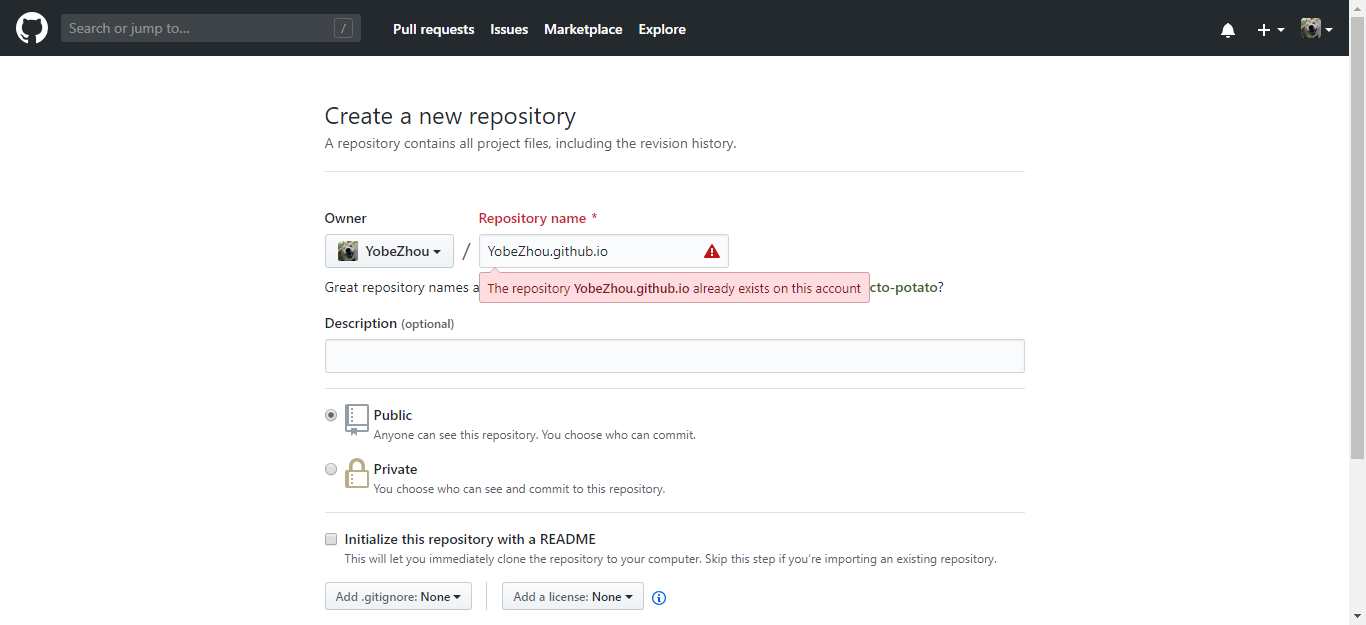 Search or jump to... / Pull requests Issues Marketplace Explore
Create a new repository
A repository contains all project files, including the revision history.
Owner Repository name *
YobeZhou / YobeZhou.github.io
Great repository names a
The repository YobeZhou.github.io already exists on this account
cto-potato?
Description (optional)
Public
Anyone can see this repository. You choose who can commit.
Private
You choose who can see and commit to this repository.
Initialize this repository with a README
This will let you immediately clone the repository to your computer. Skip this step if you're importing an existing repository.
Add .gitignore: None Add a license: None